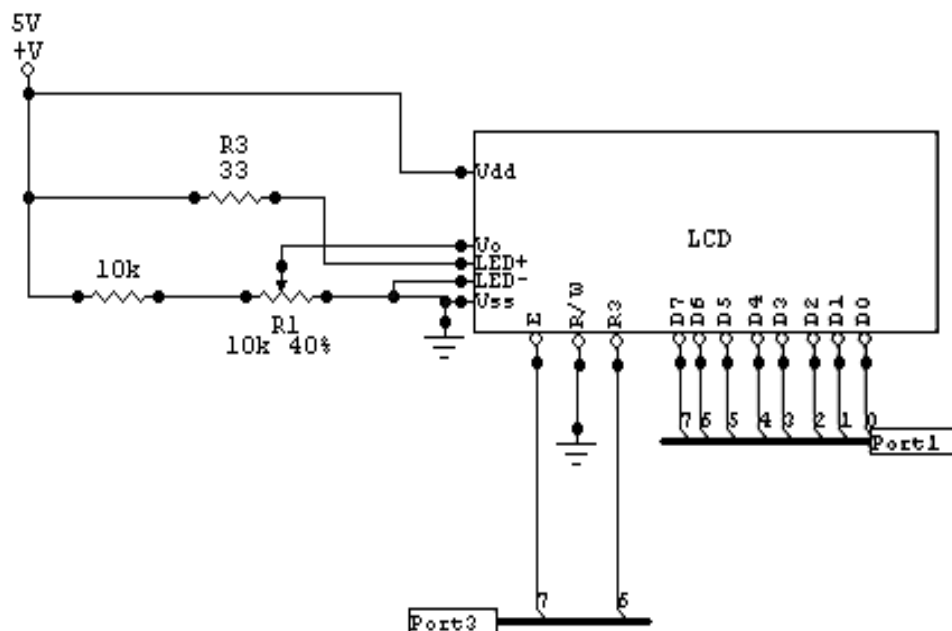 5V
+V
R3
33
Vdd
Vo
LED+
LED-
Vss
LCD
10k
R1
10k 40%
E
R/W
R3
D7
D6
D5
D4
D3
D2
D1
D0
7
6
5
4
3
2
1
0
Port1
7
6
Port3